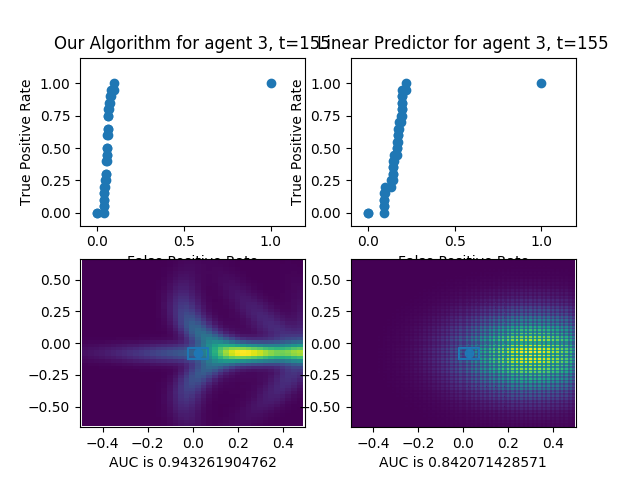 Our Algorithm for agent 3, t=155
Linear Predictor for agent 3, t=155
True Positive Rate
1.00
0.75
0.50
0.25
0.00
0.0 0.5 1.0
False Positive Rate
True Positive Rate
1.00
0.75
0.50
0.25
0.00
0.0 0.5 1.0
False Positive Rate
0.50
0.25
0.00
−0.25
−0.50
−0.4 −0.2 0.0 0.2 0.4
AUC is 0.943261904762
0.50
0.25
0.00
−0.25
−0.50
−0.4 −0.2 0.0 0.2 0.4
AUC is 0.842071428571